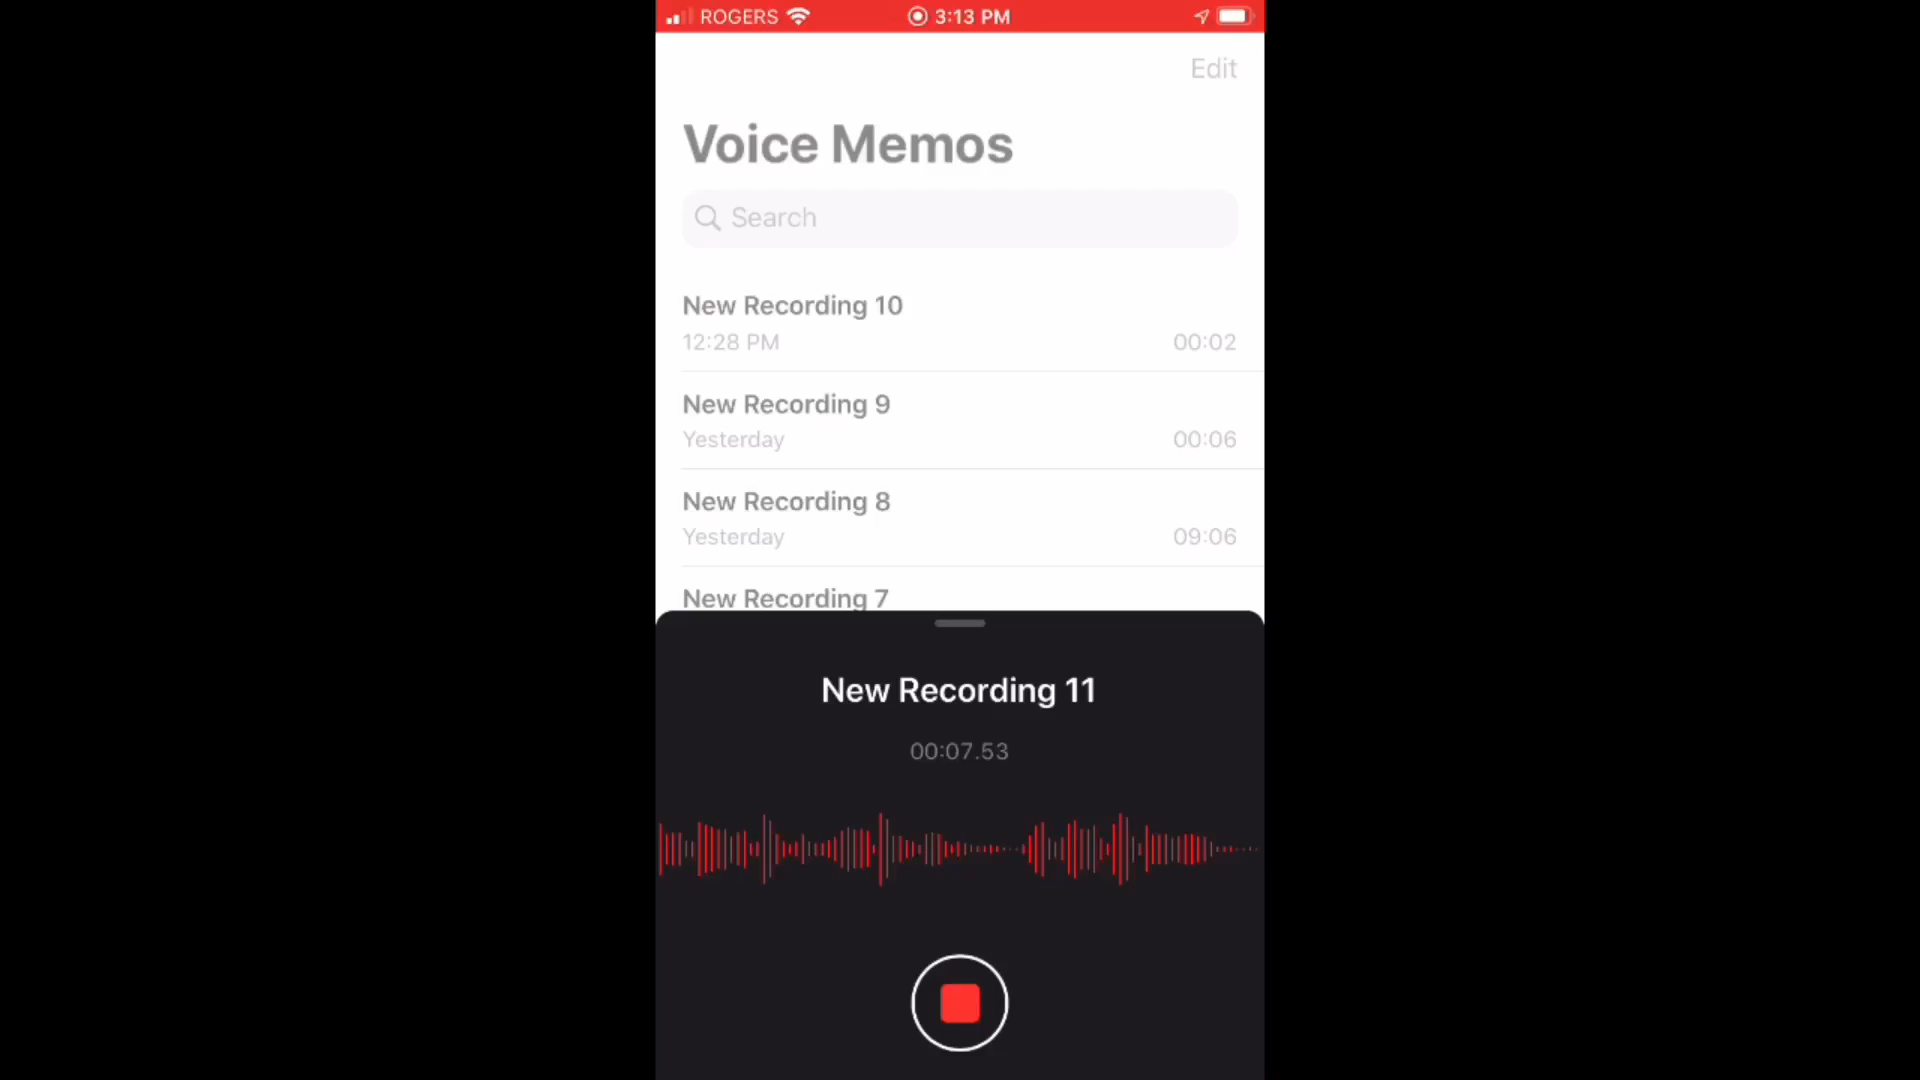 ROGERS 3:13 PM
Edit
Voice Memos
Search
New Recording 10
12:28 PM 00:02
New Recording 9
Yesterday 00:06
New Recording 8
Yesterday 09:06
New Recording 7
New Recording 11
00:07.53